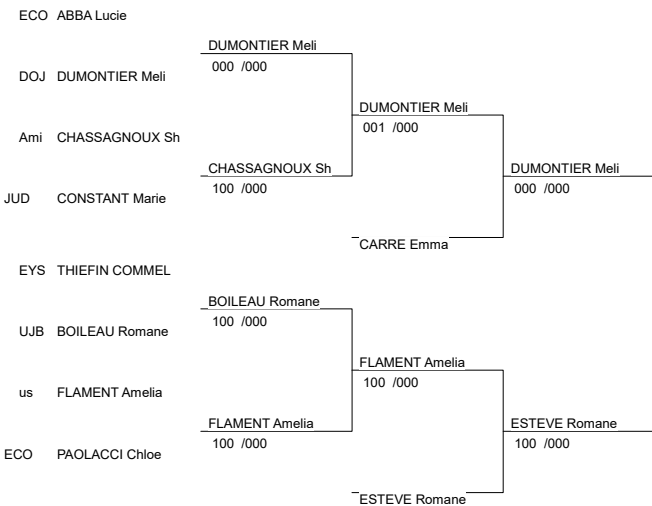 ECO ABBA Lucie
DUMONTIER Meli
000 /000
DOJ DUMONTIER Meli
DUMONTIER Meli
001 /000
Ami CHASSAGNOUX Sh
CHASSAGNOUX Sh
100 /000
DUMONTIER Meli
000 /000
JUD CONSTANT Marie
CARRE Emma
EYS THIEFIN COMMEL
BOILEAU Romane
100 /000
UJB BOILEAU Romane
FLAMENT Amelia
100 /000
us FLAMENT Amelia
FLAMENT Amelia
100 /000
ESTEVE Romane
100 /000
ECO PAOLACCI Chloe
ESTEVE Romane